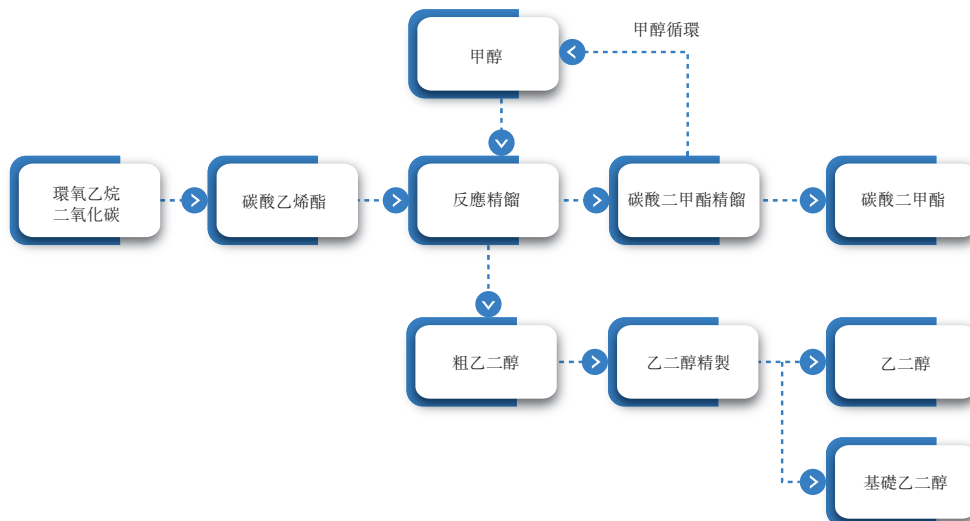 甲醇循環
甲醇
環氧乙烷
二氧化碳
碳酸乙烯酯
反應精餾
碳酸二甲酯精餾
碳酸二甲酯
粗乙二醇
乙二醇精製
乙二醇
基礎乙二醇